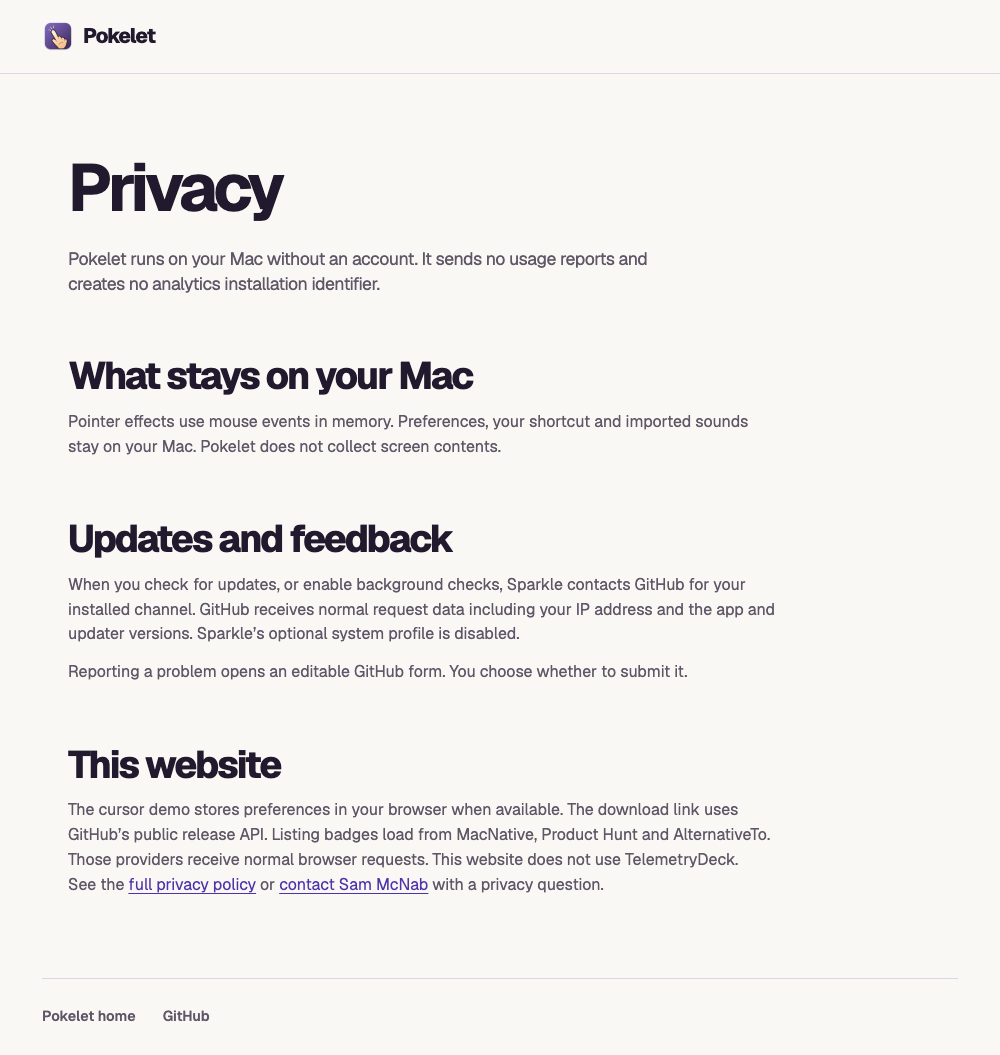 Pokelet
Privacy
Pokelet runs on your Mac without an account. It sends no usage reports and
creates no analytics installation identifier.
What stays on your Mac
Pointer effects use mouse events in memory. Preferences, your shortcut and imported sounds
stay on your Mac. Pokelet does not collect screen contents.
Updates and feedback
When you check for updates, or enable background checks, Sparkle contacts GitHub for your
installed channel. GitHub receives normal request data including your IP address and the app and
updater versions. Sparkle’s optional system profile is disabled.
Reporting a problem opens an editable GitHub form. You choose whether to submit it.
This website
The cursor demo stores preferences in your browser when available. The download link uses
GitHub’s public release API. Listing badges load from MacNative, Product Hunt and AlternativeTo.
Those providers receive normal browser requests. This website does not use TelemetryDeck.
See the full privacy policy or contact Sam McNab with a privacy question.
Pokelet home GitHub